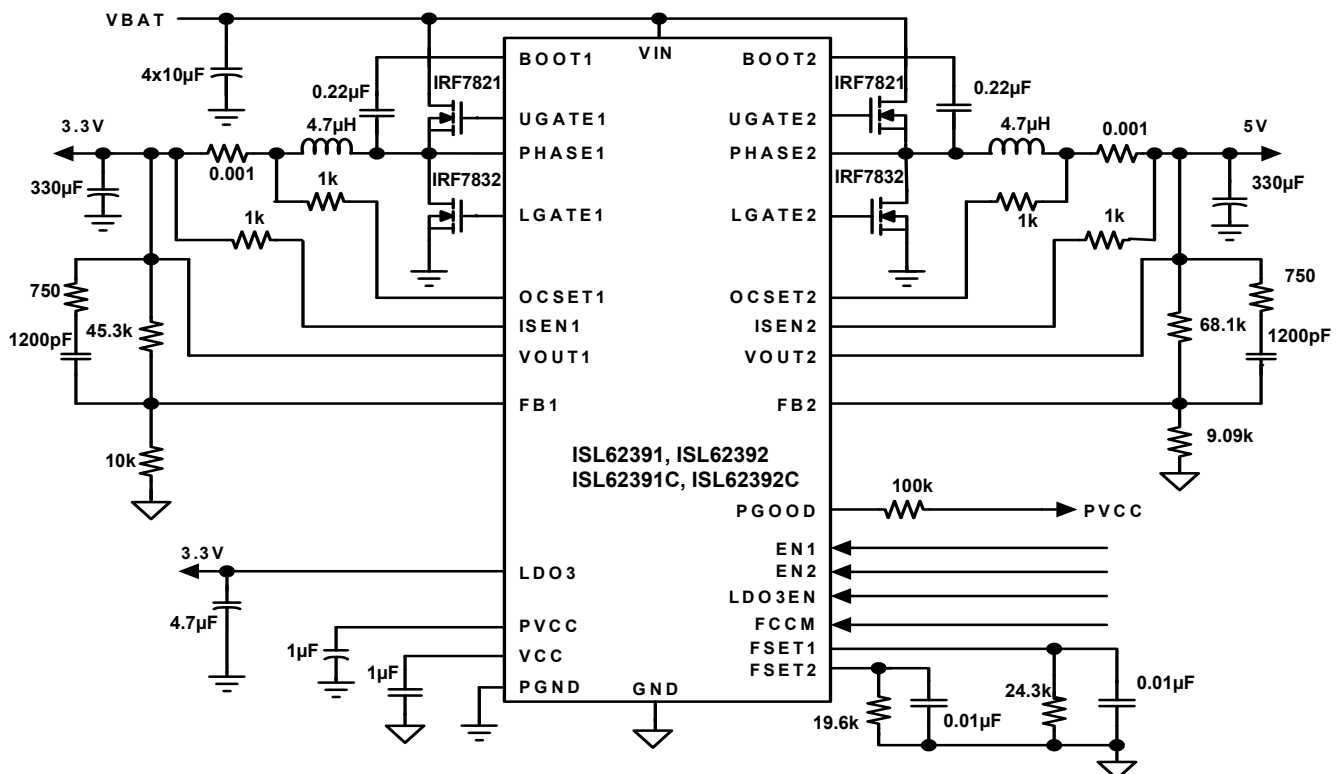 VBAT
VIN
4x10µF
BOOT1
BOOT2
IRF7821
IRF7821
0.22µF
0.22µF
UGATE1
UGATE2
3.3V
4.7µH
4.7µH
0.001
5V
PHASE1
PHASE2
0.001
330µF
IRF7832
IRF7832
330µF
1k
1k
LGATE1
LGATE2
1k
1k
750
OCSET1
OCSET2
750
1200pF
45.3k
ISEN1
ISEN2
68.1k
1200pF
VOUT1
VOUT2
FB1
FB2
10k
9.09k
ISL62391, ISL62392
ISL62391C, ISL62392C
100k
PGOOD
PVCC
3.3V
EN1
LDO3
EN2
LDO3EN
4.7µF
FCCM
PVCC
FSET1
1µF
VCC
FSET2
1µF
PGND
GND
24.3k
0.01µF
19.6k
0.01µF